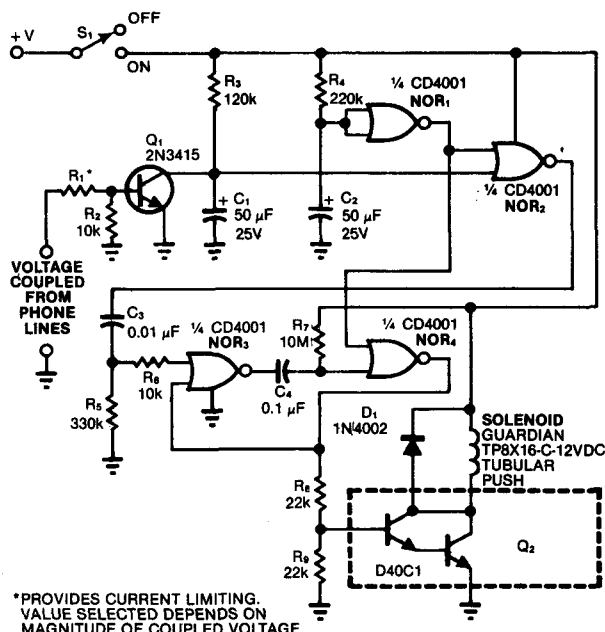 OFF
+V
S1
ON
R3
120k
R4
220k
¼ CD4001
NOR1
Q1
2N3415
R1*
R2
10k
C1
50 µF
25V
C2
50 µF
25V
¼ CD4001
NOR2
VOLTAGE
COUPLED
FROM
PHONE
LINES
C3
0.01 µF
¼ CD4001
NOR3
R7
10M
¼ CD4001
NOR4
R6
10k
C4
0.1 µF
R5
330k
D1
1N4002
SOLENOID
GUARDIAN
TP8X16-C-12VDC
TUBULAR
PUSH
R8
22k
R9
22k
D40C1
Q2
*PROVIDES CURRENT LIMITING.
VALUE SELECTED DEPENDS ON
MAGNITUDE OF COUPLED VOLTAGE